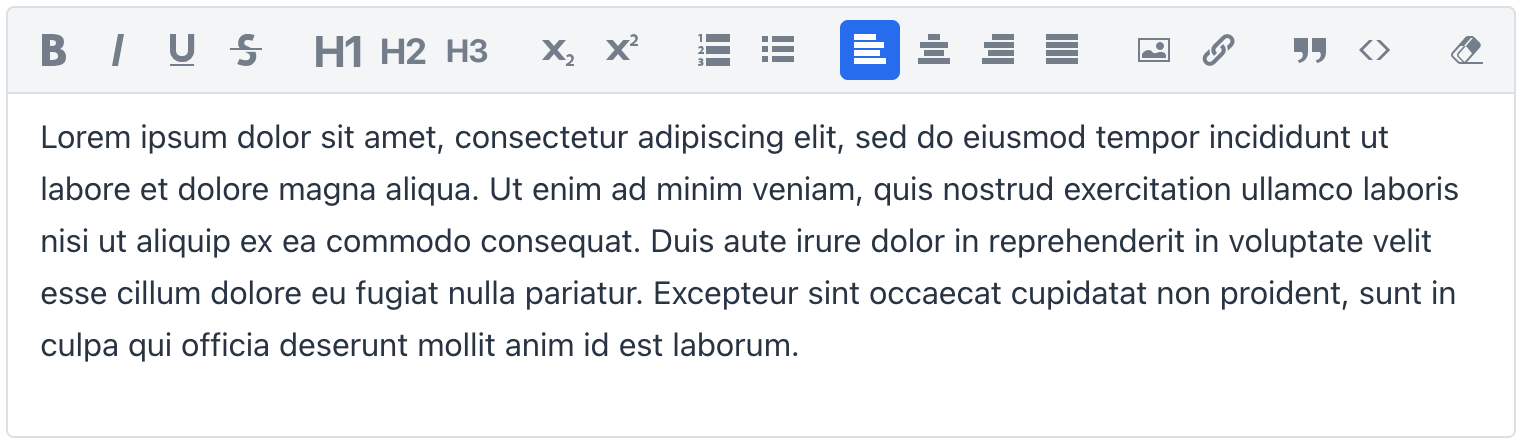 B I U S H1 H2 H3 X₂ X²
Lorem ipsum dolor sit amet, consectetur adipiscing elit, sed do eiusmod tempor incididunt ut
labore et dolore magna aliqua. Ut enim ad minim veniam, quis nostrud exercitation ullamco laboris
nisi ut aliquip ex ea commodo consequat. Duis aute irure dolor in reprehenderit in voluptate velit
esse cillum dolore eu fugiat nulla pariatur. Excepteur sint occaecat cupidatat non proident, sunt in
culpa qui officia deserunt mollit anim id est laborum.